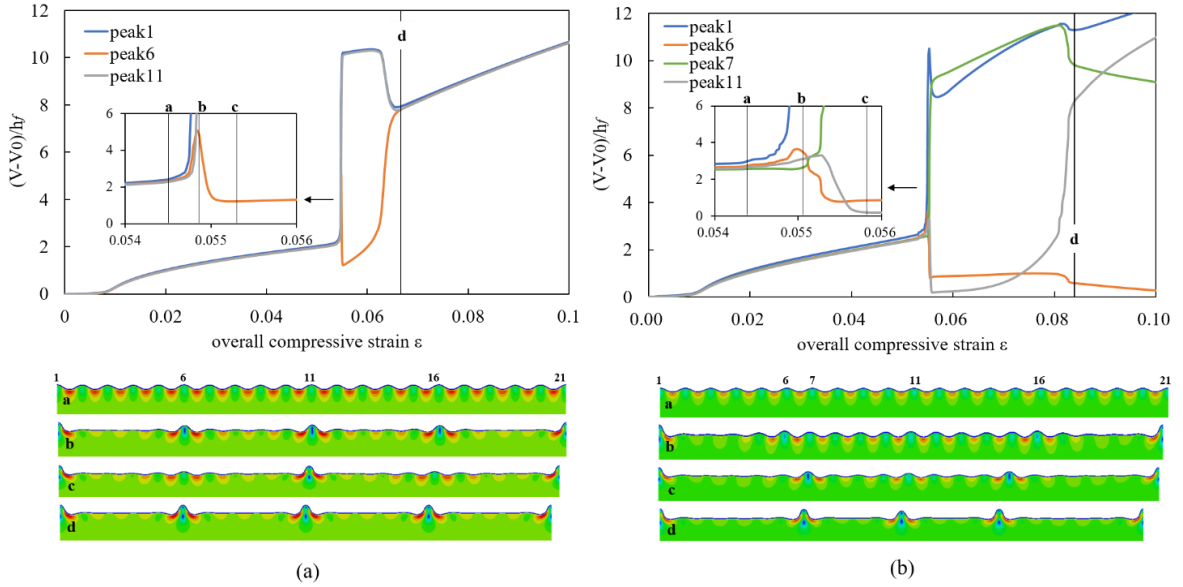 12
10
8
6
4
2
0
(V-V0)/hf
peak1
peak6
peak11
d
a b c
6
4
2
0
0.054 0.055 0.056
0 0.02 0.04 0.06 0.08 0.1
overall compressive strain ε
1 6 11 16 21
a
b
c
d
(a)
12
10
8
6
4
2
0
(V-V0)/hf
peak1
peak6
peak7
peak11
a b c
6
4
2
0
0.054 0.055 0.056
d
0.00 0.02 0.04 0.06 0.08 0.10
overall compressive strain ε
1 6 7 11 16 21
a
b
c
d
(b)